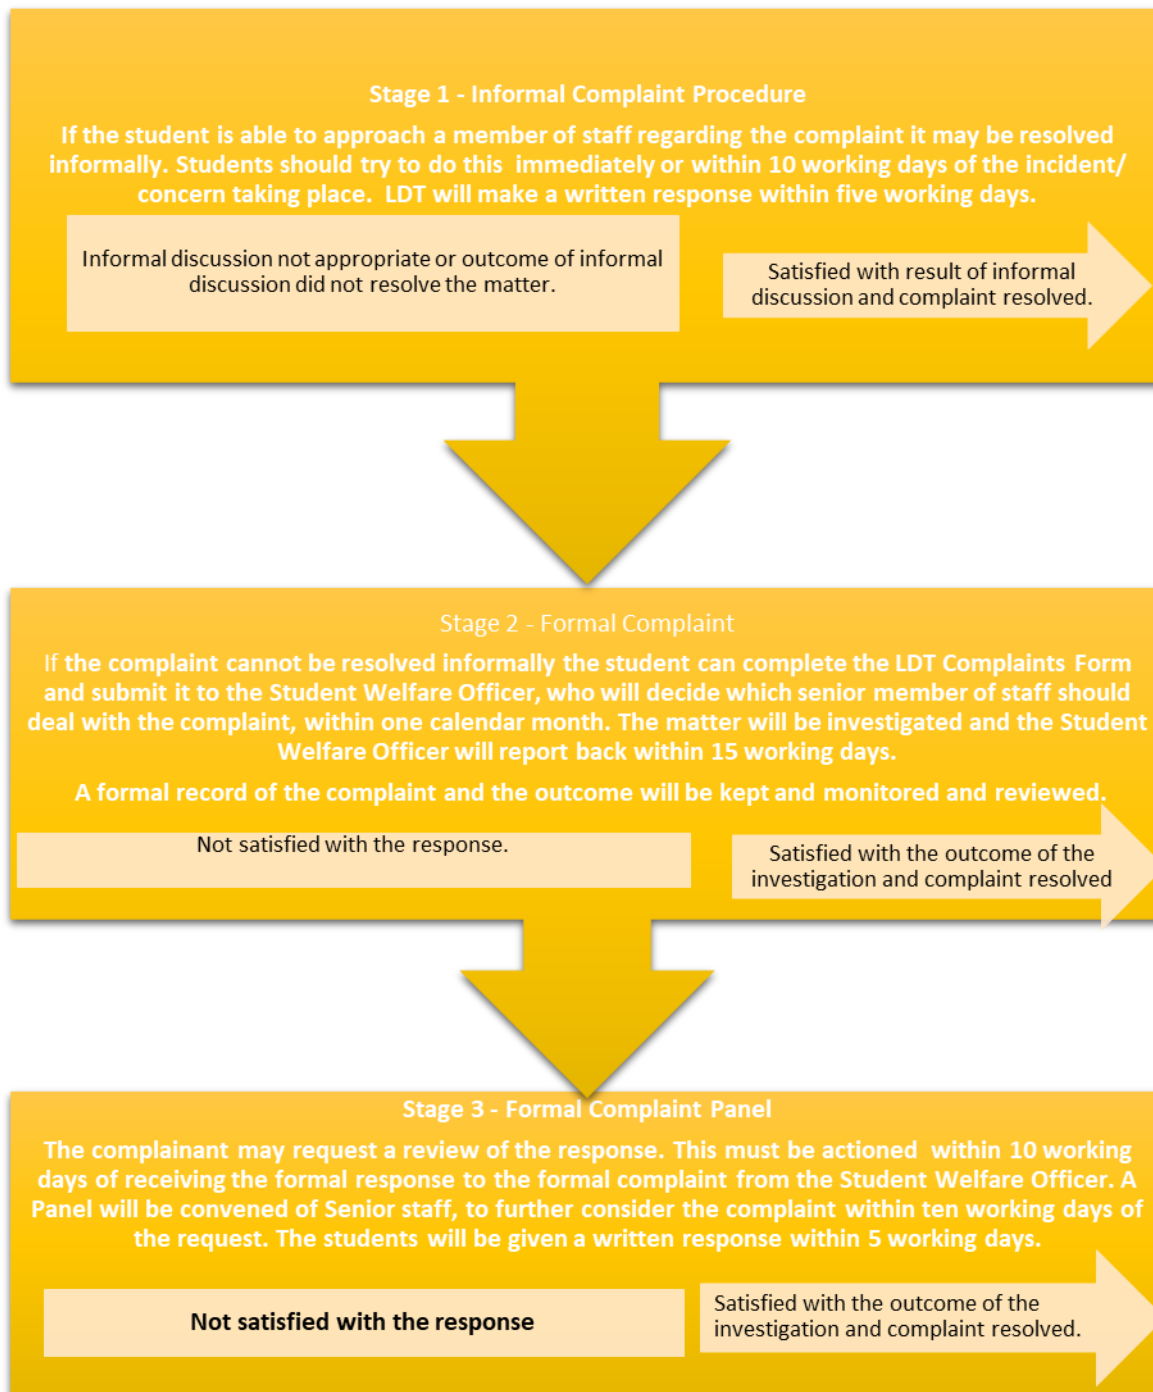 Stage 1 - Informal Complaint Procedure
If the student is able to approach a member of staff regarding the complaint it may be resolved
informally. Students should try to do this immediately or within 10 working days of the incident/
concern taking place. LDT will make a written response within five working days.
Informal discussion not appropriate or outcome of informal
discussion did not resolve the matter.
Satisfied with result of informal
discussion and complaint resolved.
Stage 2 - Formal Complaint
If the complaint cannot be resolved informally the student can complete the LDT Complaints Form
and submit it to the Student Welfare Officer, who will decide which senior member of staff should
deal with the complaint, within one calendar month. The matter will be investigated and the Student
Welfare Officer will report back within 15 working days.
A formal record of the complaint and the outcome will be kept and monitored and reviewed.
Not satisfied with the response.
Satisfied with the outcome of the
investigation and complaint resolved
Stage 3 - Formal Complaint Panel
The complainant may request a review of the response. This must be actioned within 10 working
days of receiving the formal response to the formal complaint from the Student Welfare Officer. A
Panel will be convened of Senior staff, to further consider the complaint within ten working days of
the request. The students will be given a written response within 5 working days.
Not satisfied with the response
Satisfied with the outcome of the
investigation and complaint resolved.